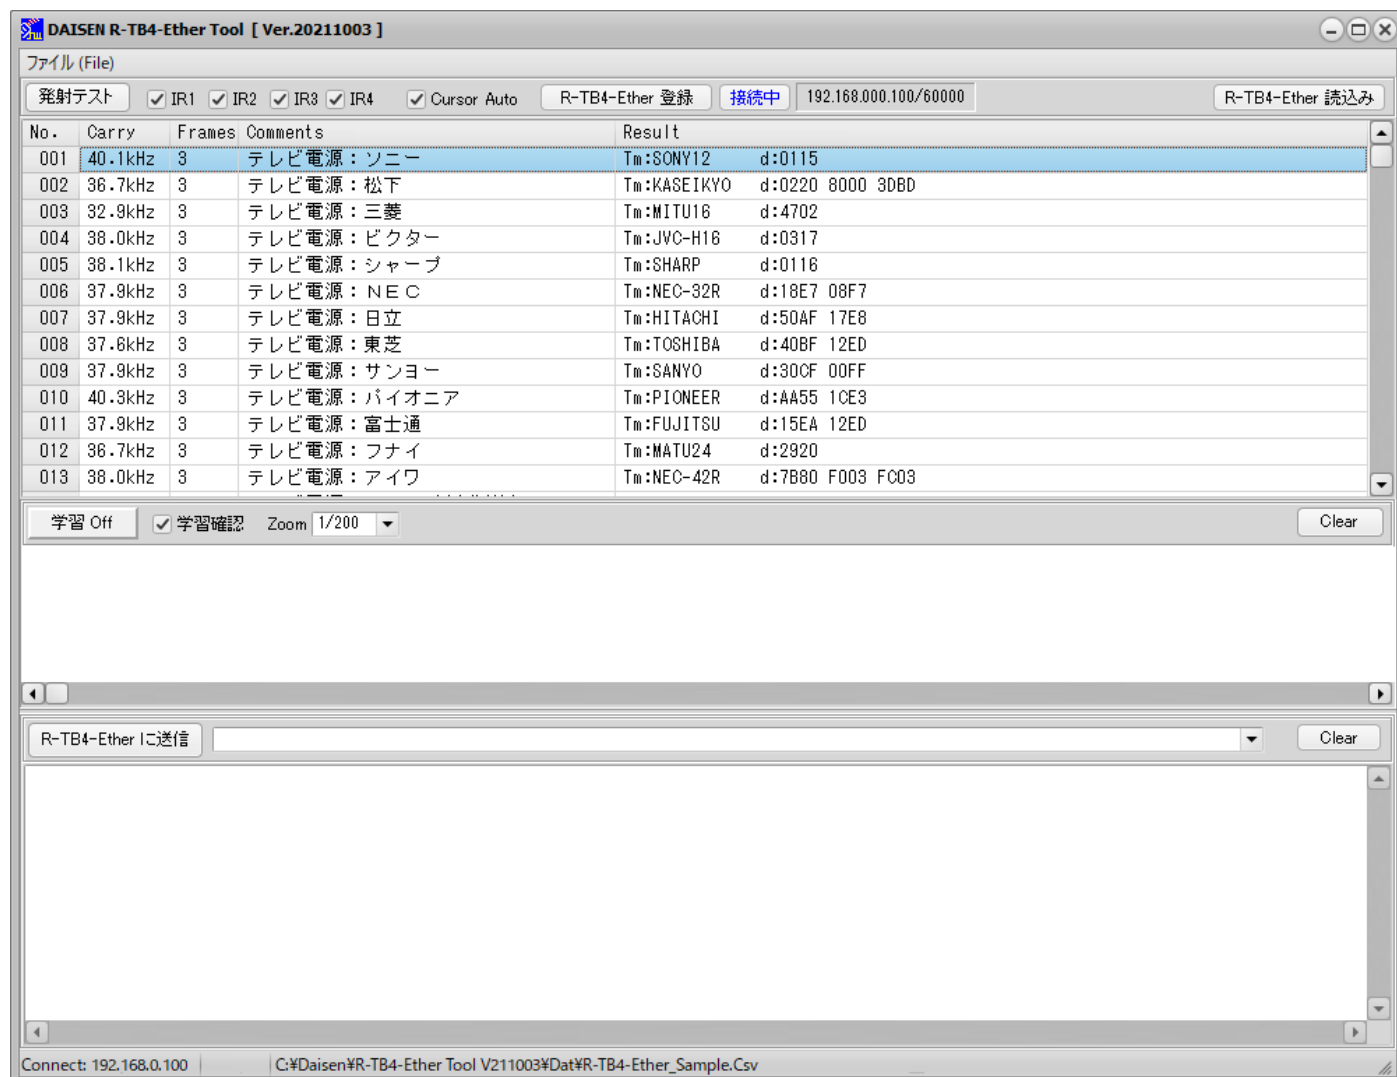 DAISEN R-TB4-Ether Tool [ Ver.20211003 ]
ファイル (File)
発射テスト IR1 IR2 IR3 IR4 Cursor Auto R-TB4-Ether 登録 接続中 192.168.000.100/60000 R-TB4-Ether 読込み
No. Carry Frames Comments Result
001 40.1kHz 3 テレビ電源：ソニー Tm:SONY12 d:0115
002 36.7kHz 3 テレビ電源：松下 Tm:KASEIKYO d:0220 8000 3DBD
003 32.9kHz 3 テレビ電源：三菱 Tm:MITU16 d:4702
004 38.0kHz 3 テレビ電源：ビクター Tm:JVC-H16 d:0317
005 38.1kHz 3 テレビ電源：シャープ Tm:SHARP d:0116
006 37.9kHz 3 テレビ電源：ＮＥＣ Tm:NEC-32R d:18E7 08F7
007 37.9kHz 3 テレビ電源：日立 Tm:HITACHI d:50AF 17E8
008 37.6kHz 3 テレビ電源：東芝 Tm:TOSHIBA d:40BF 12ED
009 37.9kHz 3 テレビ電源：サンヨー Tm:SANYO d:30CF 00FF
010 40.3kHz 3 テレビ電源：パイオニア Tm:PIONEER d:AA55 1CE3
011 37.9kHz 3 テレビ電源：富士通 Tm:FUJITSU d:15EA 12ED
012 36.7kHz 3 テレビ電源：フナイ Tm:MATU24 d:2920
013 38.0kHz 3 テレビ電源：アイワ Tm:NEC-42R d:7B80 F003 FC03
学習 Off 学習確認 Zoom 1/200 Clear
R-TB4-Ether に送信 Clear
Connect: 192.168.0.100 C:¥Daisen¥R-TB4-Ether Tool V211003¥Dat¥R-TB4-Ether_Sample.Csv